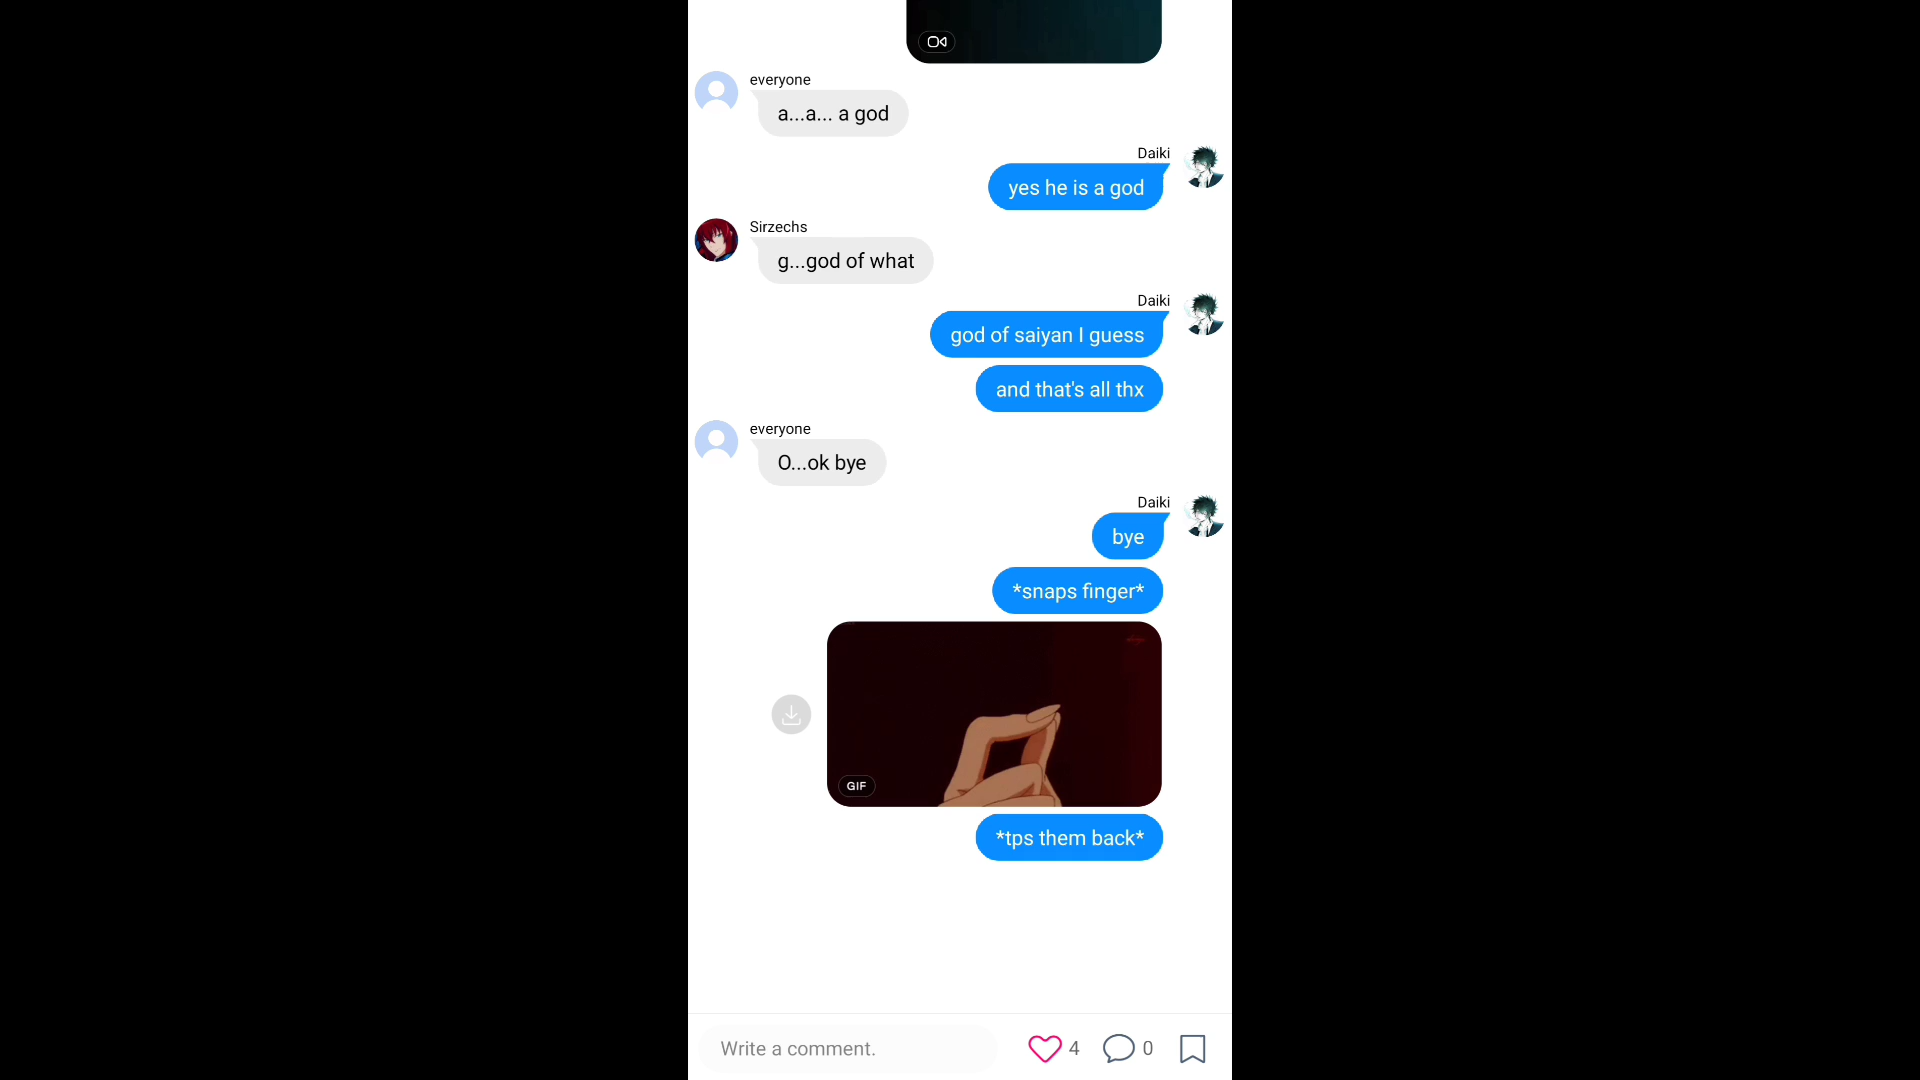 everyone
a...a... a god
Daiki
yes he is a god
Sirzechs
g...god of what
Daiki
god of saiyan I guess
and that's all thx
everyone
O...ok bye
Daiki
bye
*snaps finger*
GIF
*tps them back*
Write a comment.
4
0